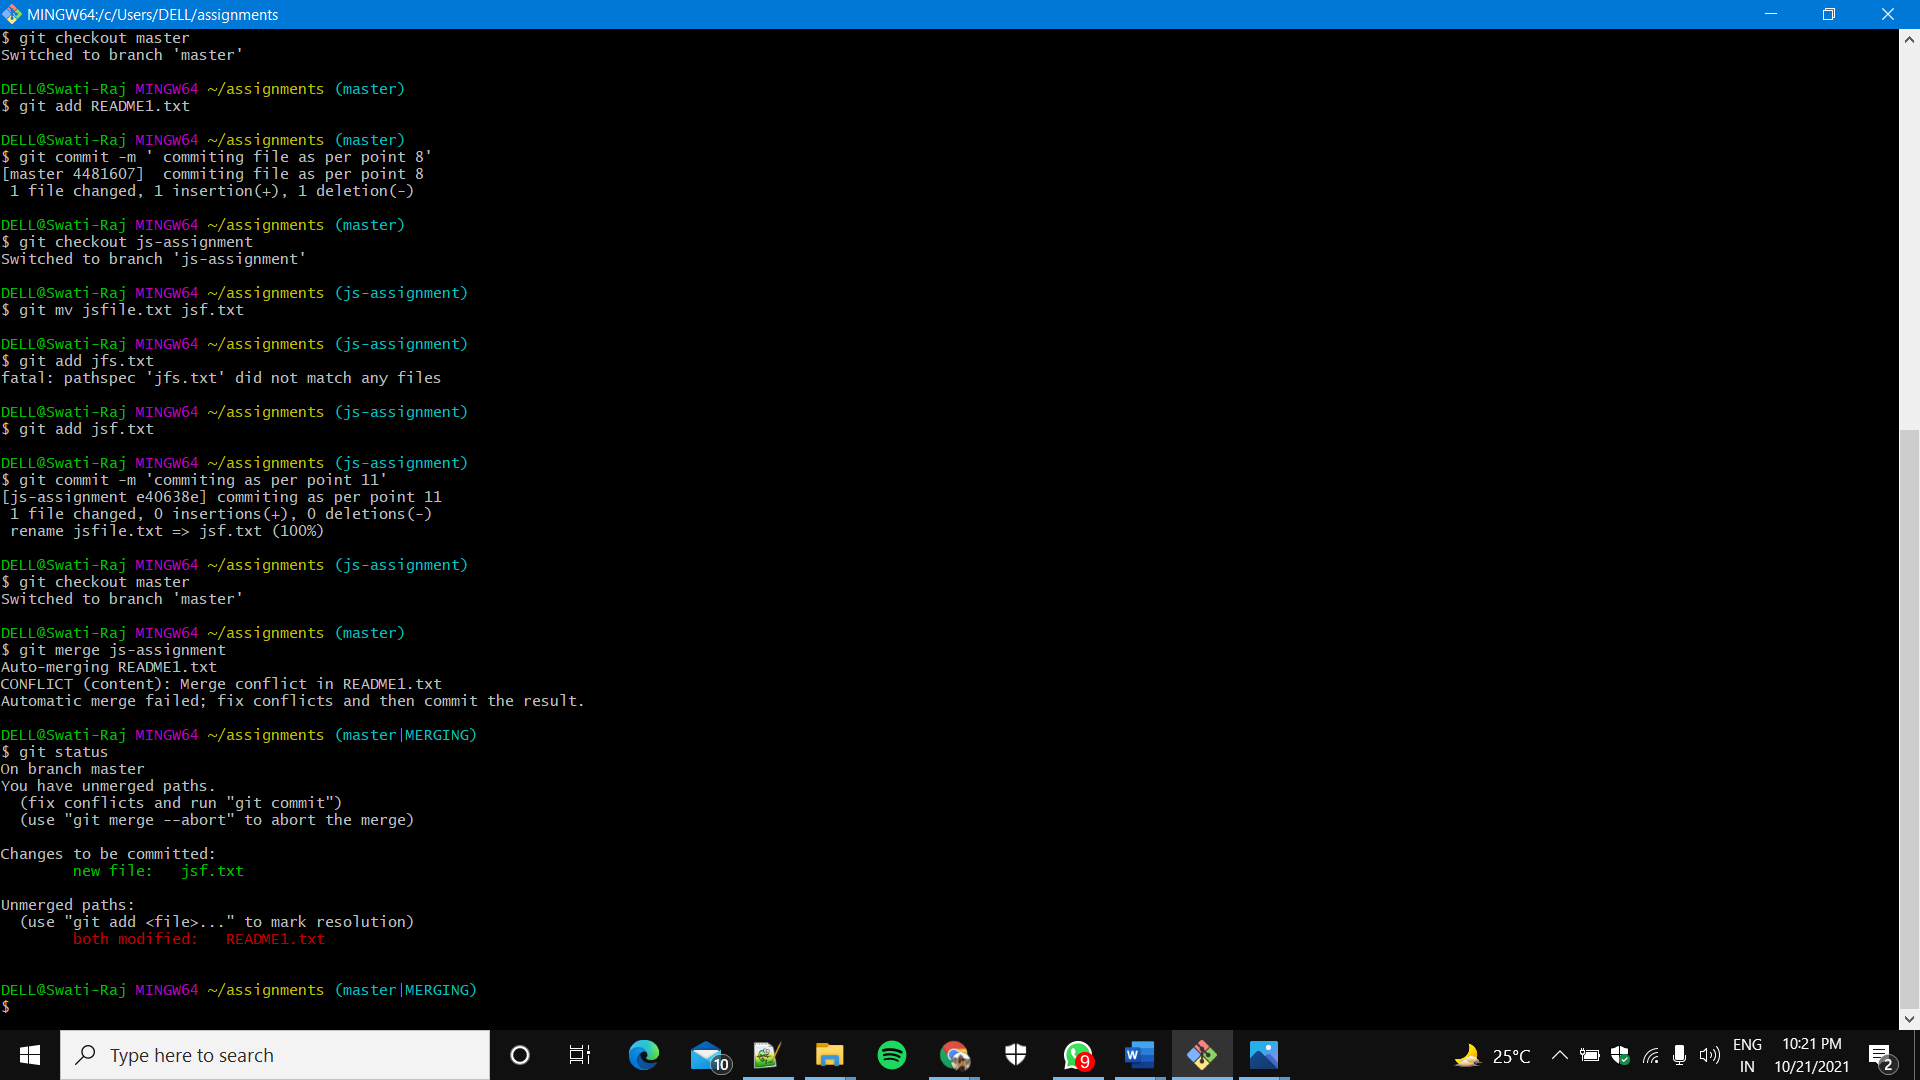 MINGW64:/c/Users/DELL/assignments
$ git checkout master
Switched to branch 'master'
DELL@Swati-Raj MINGW64 ~/assignments (master)
$ git add README1.txt
DELL@Swati-Raj MINGW64 ~/assignments (master)
$ git commit -m ' commiting file as per point 8'
[master 4481607]  commiting file as per point 8
 1 file changed, 1 insertion(+), 1 deletion(-)
DELL@Swati-Raj MINGW64 ~/assignments (master)
$ git checkout js-assignment
Switched to branch 'js-assignment'
DELL@Swati-Raj MINGW64 ~/assignments (js-assignment)
$ git mv jsfile.txt jsf.txt
DELL@Swati-Raj MINGW64 ~/assignments (js-assignment)
$ git add jfs.txt
fatal: pathspec 'jfs.txt' did not match any files
DELL@Swati-Raj MINGW64 ~/assignments (js-assignment)
$ git add jsf.txt
DELL@Swati-Raj MINGW64 ~/assignments (js-assignment)
$ git commit -m 'commiting as per point 11'
[js-assignment e40638e] commiting as per point 11
 1 file changed, 0 insertions(+), 0 deletions(-)
 rename jsfile.txt => jsf.txt (100%)
DELL@Swati-Raj MINGW64 ~/assignments (js-assignment)
$ git checkout master
Switched to branch 'master'
DELL@Swati-Raj MINGW64 ~/assignments (master)
$ git merge js-assignment
Auto-merging README1.txt
CONFLICT (content): Merge conflict in README1.txt
Automatic merge failed; fix conflicts and then commit the result.
DELL@Swati-Raj MINGW64 ~/assignments (master|MERGING)
$ git status
On branch master
You have unmerged paths.
  (fix conflicts and run "git commit")
  (use "git merge --abort" to abort the merge)
Changes to be committed:
        new file:   jsf.txt
Unmerged paths:
  (use "git add <file>..." to mark resolution)
        both modified:   README1.txt
DELL@Swati-Raj MINGW64 ~/assignments (master|MERGING)
$
Type here to search
10
9
W
25°C
ENG
IN
10:21 PM
10/21/2021
2